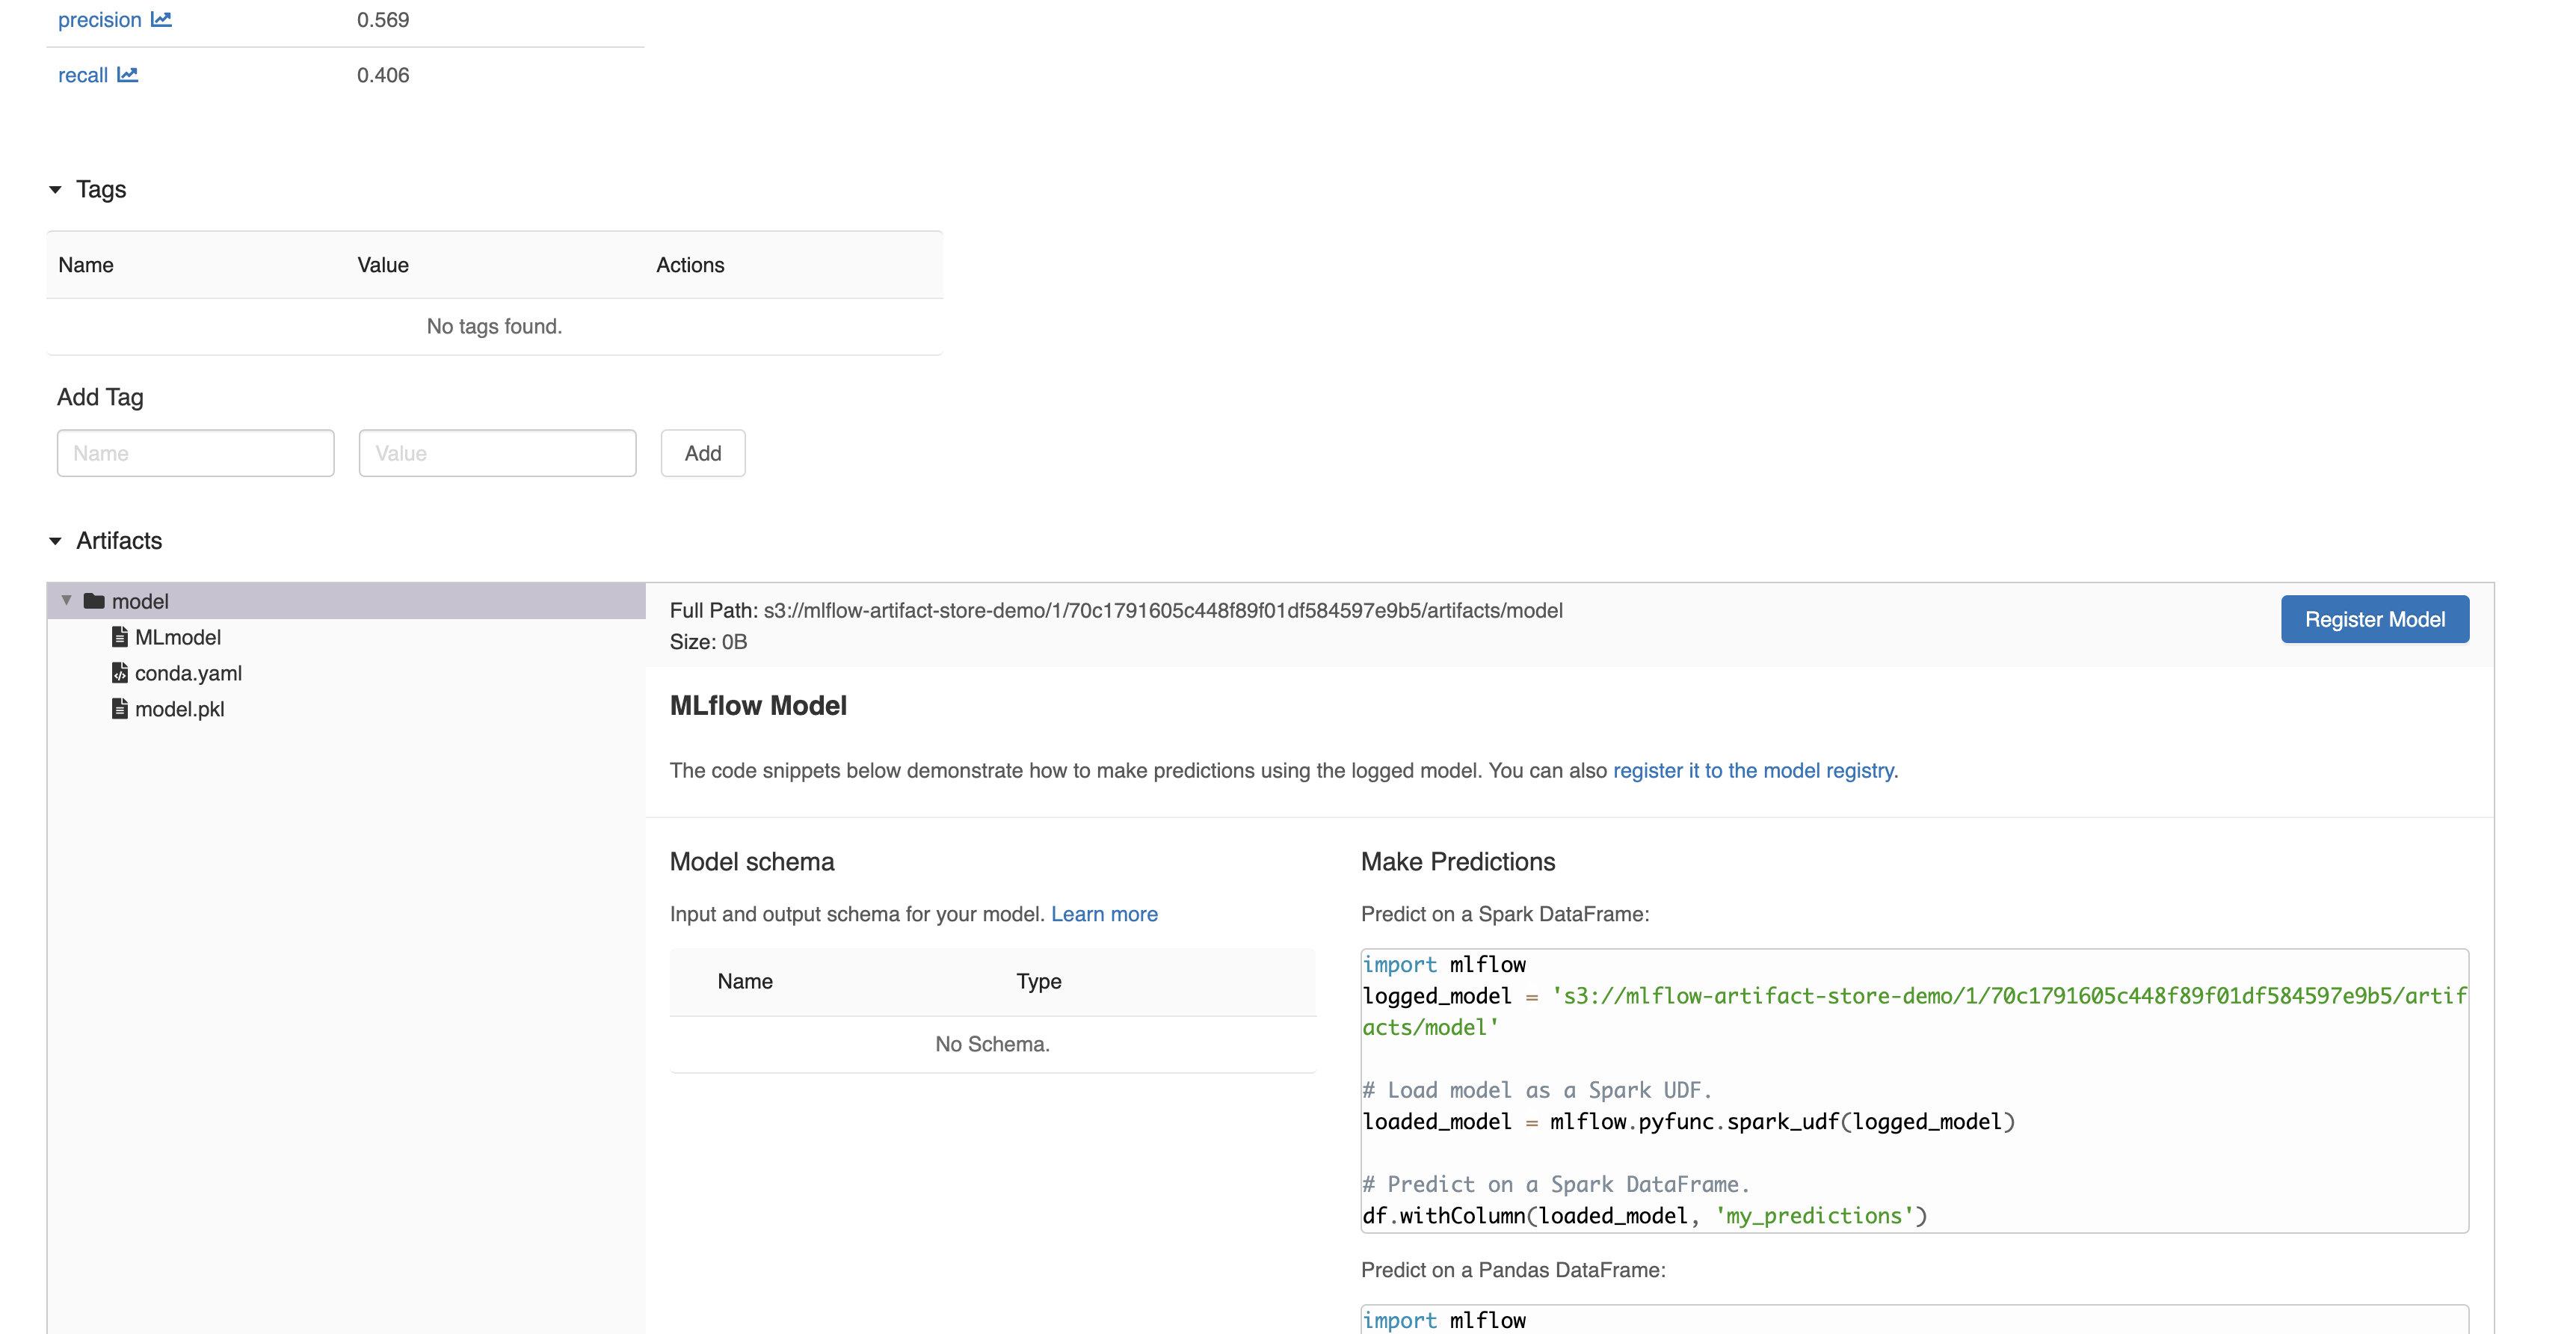 precision 0.569
recall 0.406
Tags
Name Value Actions
No tags found.
Add Tag
Name Value Add
Artifacts
model
MLmodel
conda.yaml
model.pkl
Full Path: s3://mlflow-artifact-store-demo/1/70c1791605c448f89f01df584597e9b5/artifacts/model
Size: 0B
Register Model
MLflow Model
The code snippets below demonstrate how to make predictions using the logged model. You can also register it to the model registry.
Model schema
Input and output schema for your model. Learn more
Name Type
No Schema.
Make Predictions
Predict on a Spark DataFrame:
import mlflow
logged_model = 's3://mlflow-artifact-store-demo/1/70c1791605c448f89f01df584597e9b5/artif
acts/model'
# Load model as a Spark UDF.
loaded_model = mlflow.pyfunc.spark_udf(logged_model)
# Predict on a Spark DataFrame.
df.withColumn(loaded_model, 'my_predictions')
Predict on a Pandas DataFrame:
import mlflow